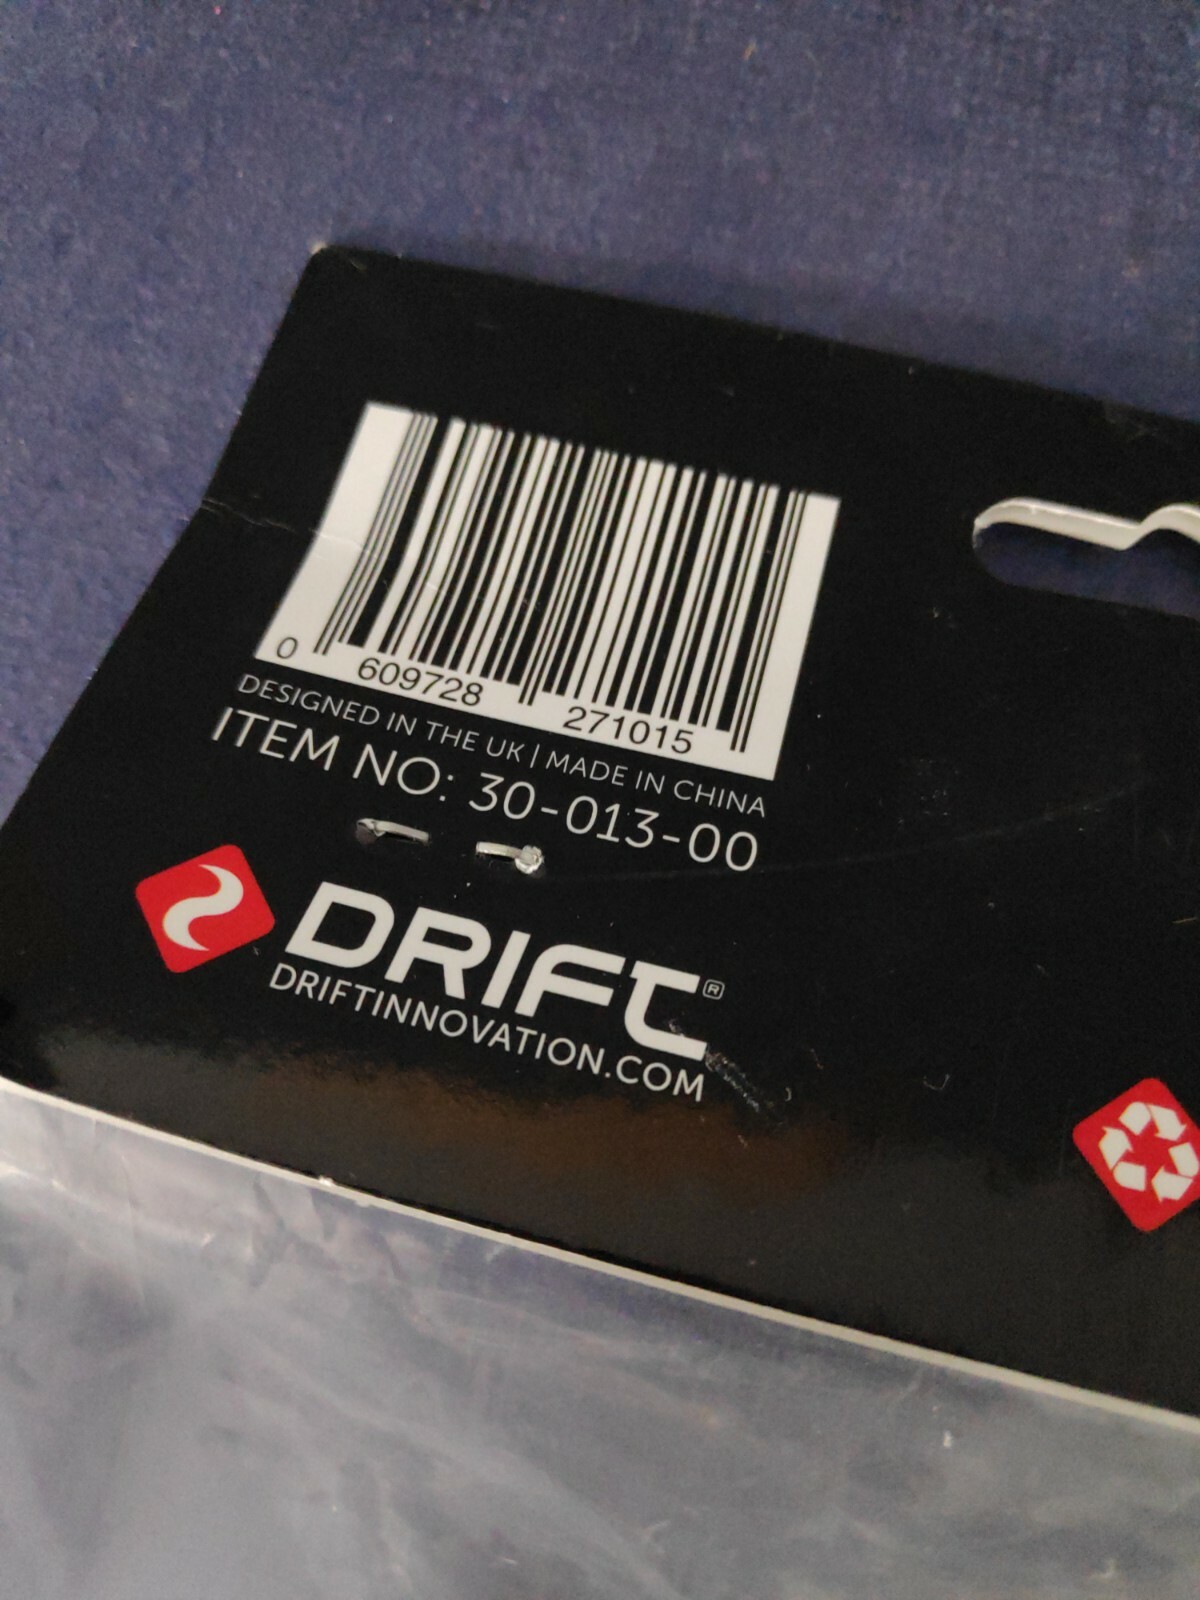 0 609728 271015
DESIGNED IN THE UK | MADE IN CHINA
ITEM NO: 30-013-00
DRIFT®
DRIFTINNOVATION.COM